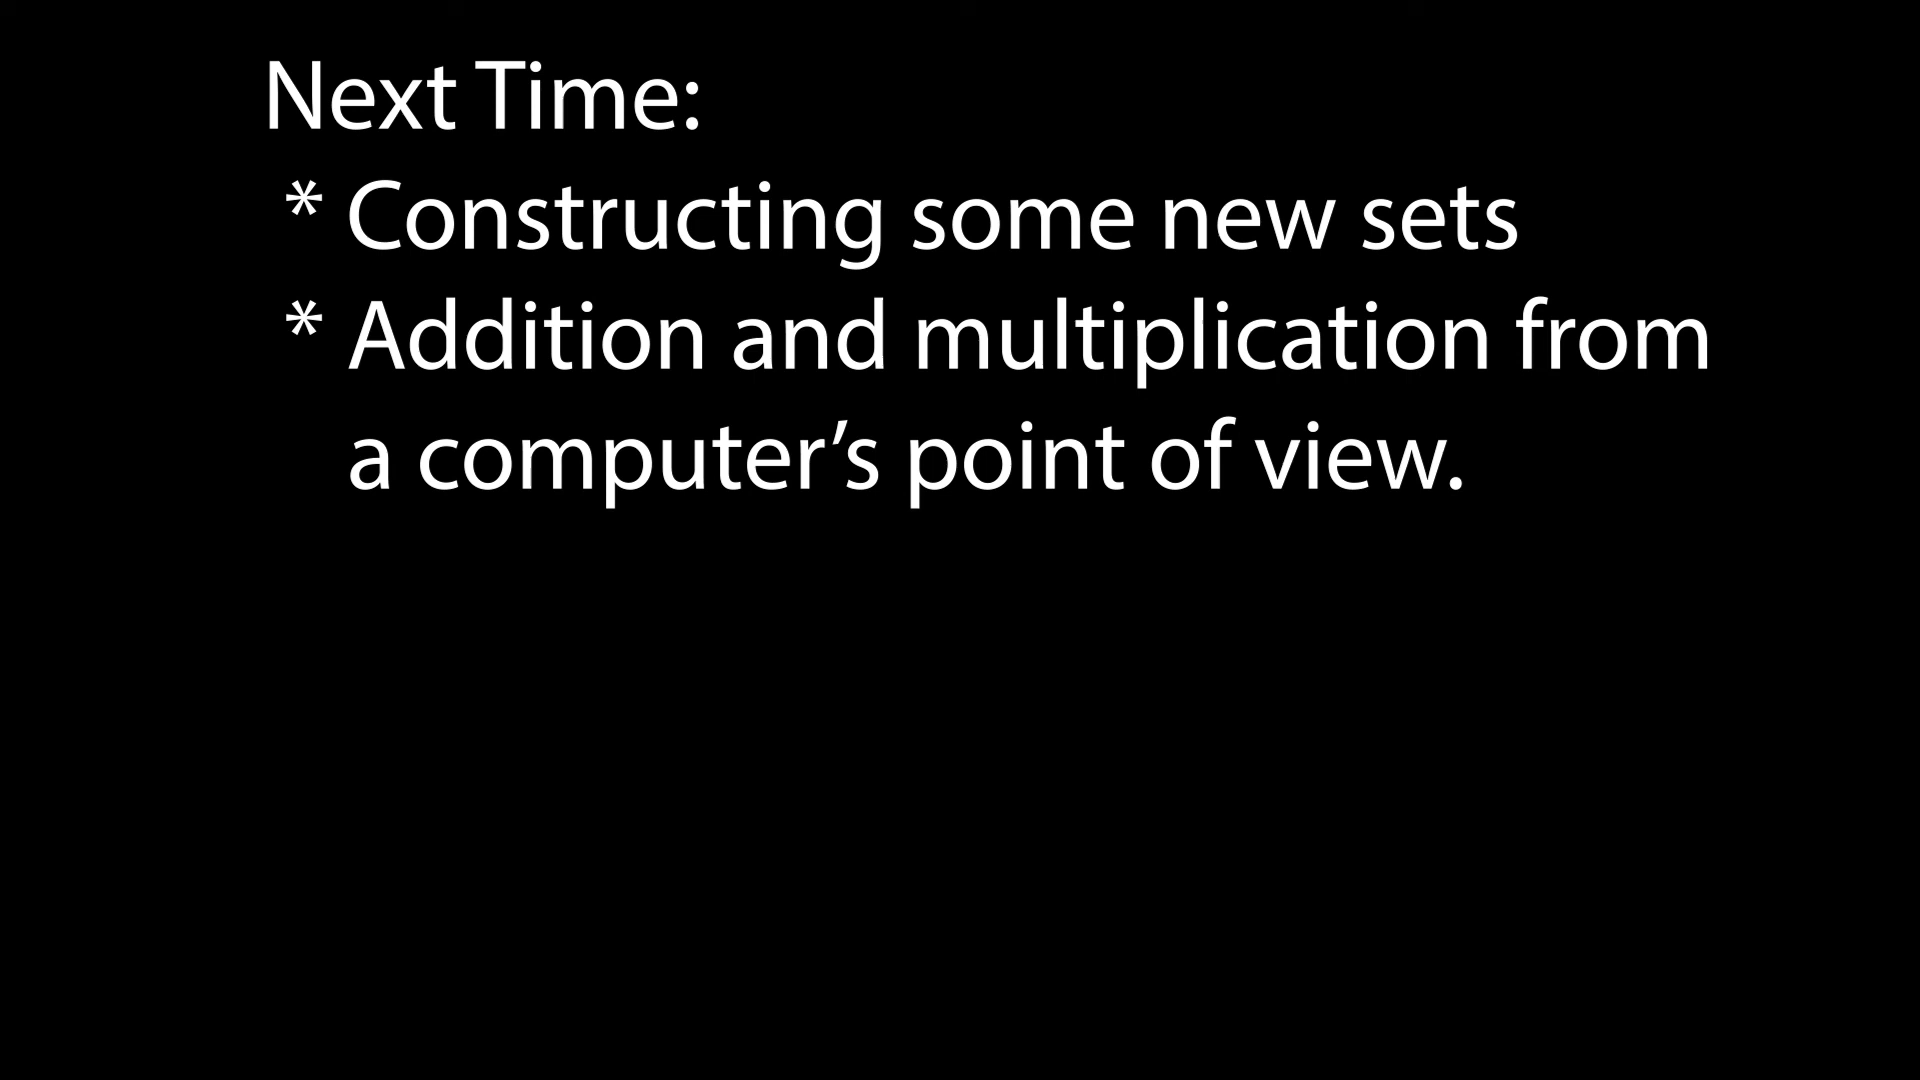 Next Time:
* Constructing some new sets
* Addition and multiplication from
a computer’s point of view.